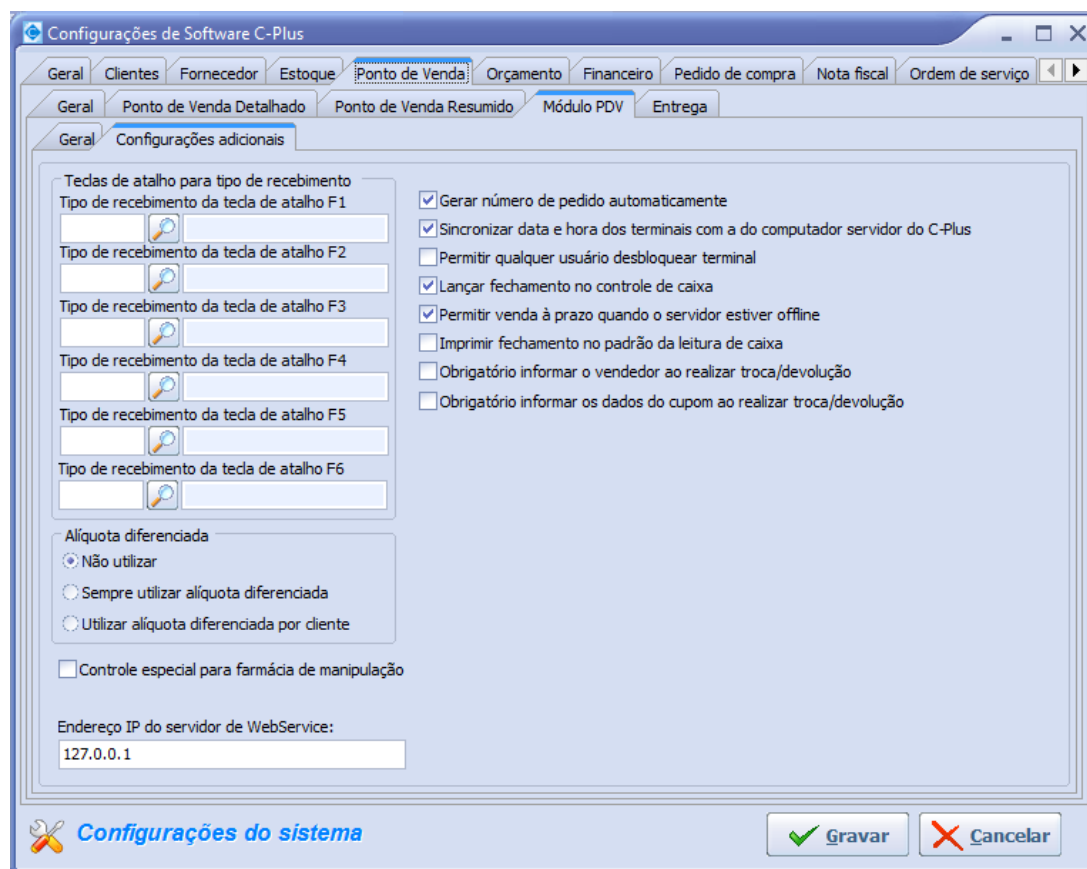 Configurações de Software C-Plus
Geral Clientes Fornecedor Estoque Ponto de Venda Orçamento Financeiro Pedido de compra Nota fiscal Ordem de serviço
Geral Ponto de Venda Detalhado Ponto de Venda Resumido Módulo PDV Entrega
Geral Configurações adicionais
Teclas de atalho para tipo de recebimento
Tipo de recebimento da tecla de atalho F1
Tipo de recebimento da tecla de atalho F2
Tipo de recebimento da tecla de atalho F3
Tipo de recebimento da tecla de atalho F4
Tipo de recebimento da tecla de atalho F5
Tipo de recebimento da tecla de atalho F6
Alíquota diferenciada
Não utilizar
Sempre utilizar alíquota diferenciada
Utilizar alíquota diferenciada por cliente
Controle especial para farmácia de manipulação
Endereço IP do servidor de WebService:
127.0.0.1
Gerar número de pedido automaticamente
Sincronizar data e hora dos terminais com a do computador servidor do C-Plus
Permitir qualquer usuário desbloquear terminal
Lançar fechamento no controle de caixa
Permitir venda à prazo quando o servidor estiver offline
Imprimir fechamento no padrão da leitura de caixa
Obrigatório informar o vendedor ao realizar troca/devolução
Obrigatório informar os dados do cupom ao realizar troca/devolução
Configurações do sistema
Gravar Cancelar